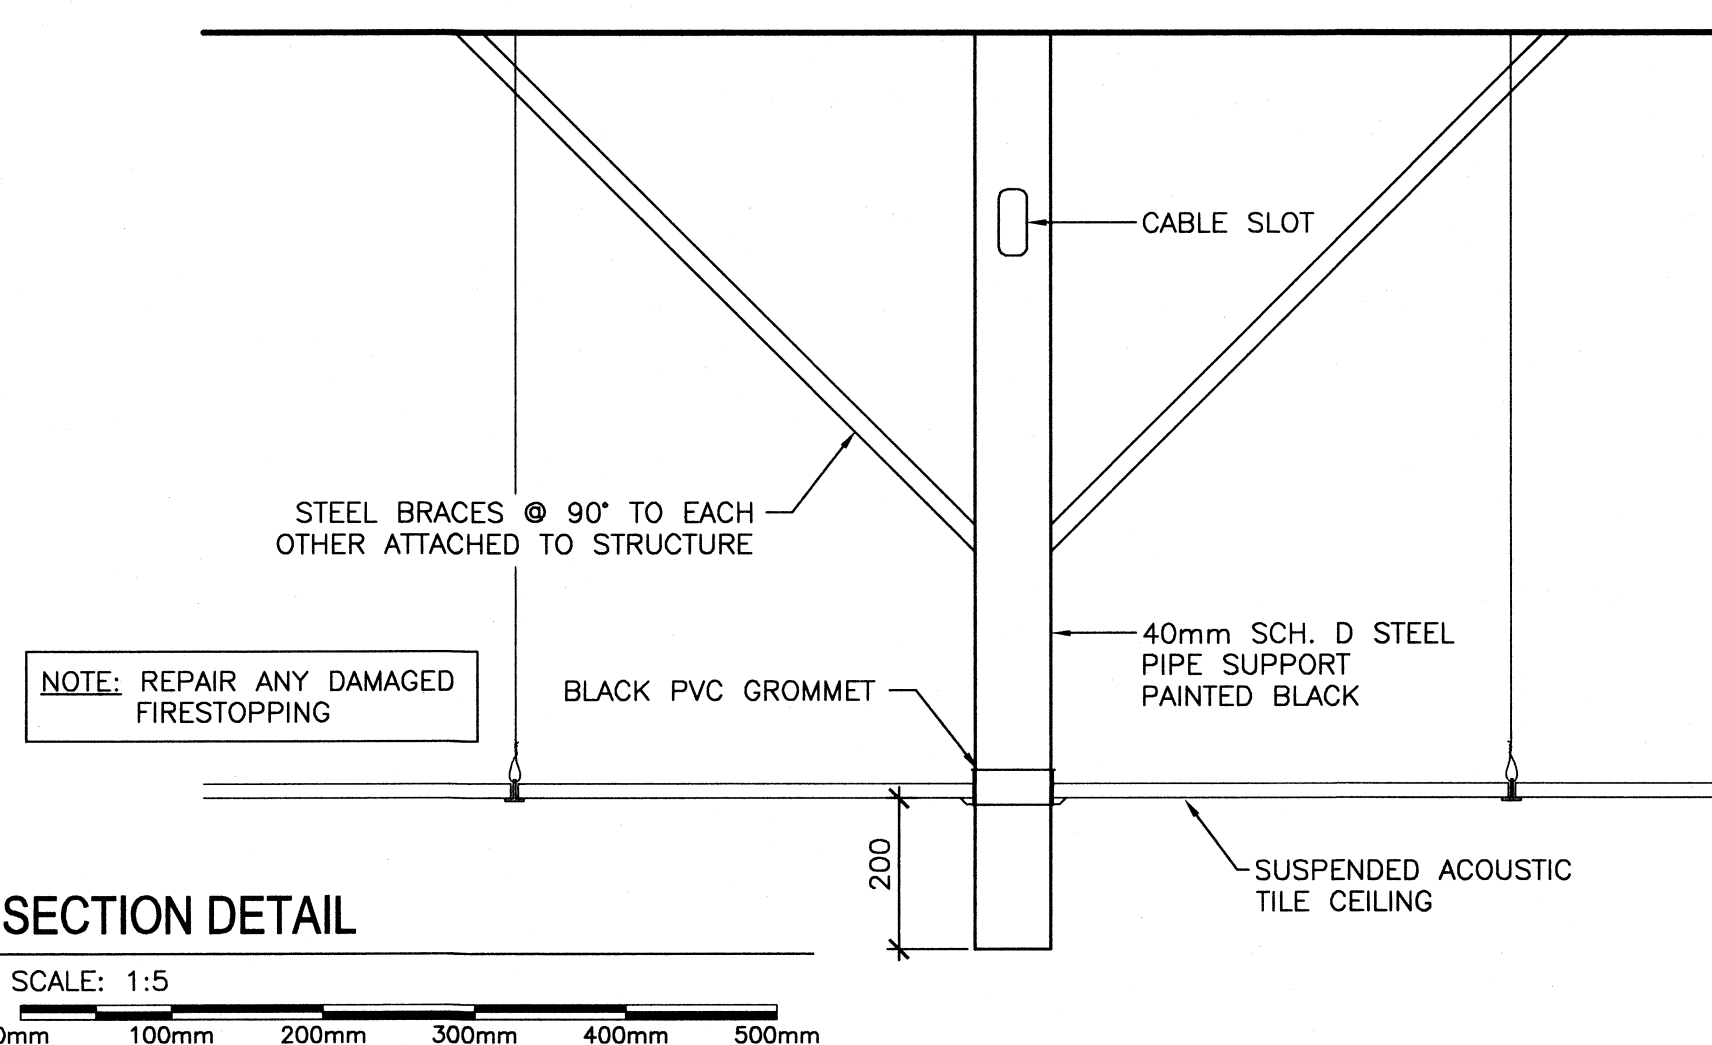 CABLE SLOT
STEEL BRACES @ 90° TO EACH
OTHER ATTACHED TO STRUCTURE
40mm SCH. D STEEL
PIPE SUPPORT
PAINTED BLACK
NOTE: REPAIR ANY DAMAGED
FIRESTOPPING
BLACK PVC GROMMET
200
SUSPENDED ACOUSTIC
TILE CEILING
SECTION DETAIL
SCALE: 1:5
0mm 100mm 200mm 300mm 400mm 500mm